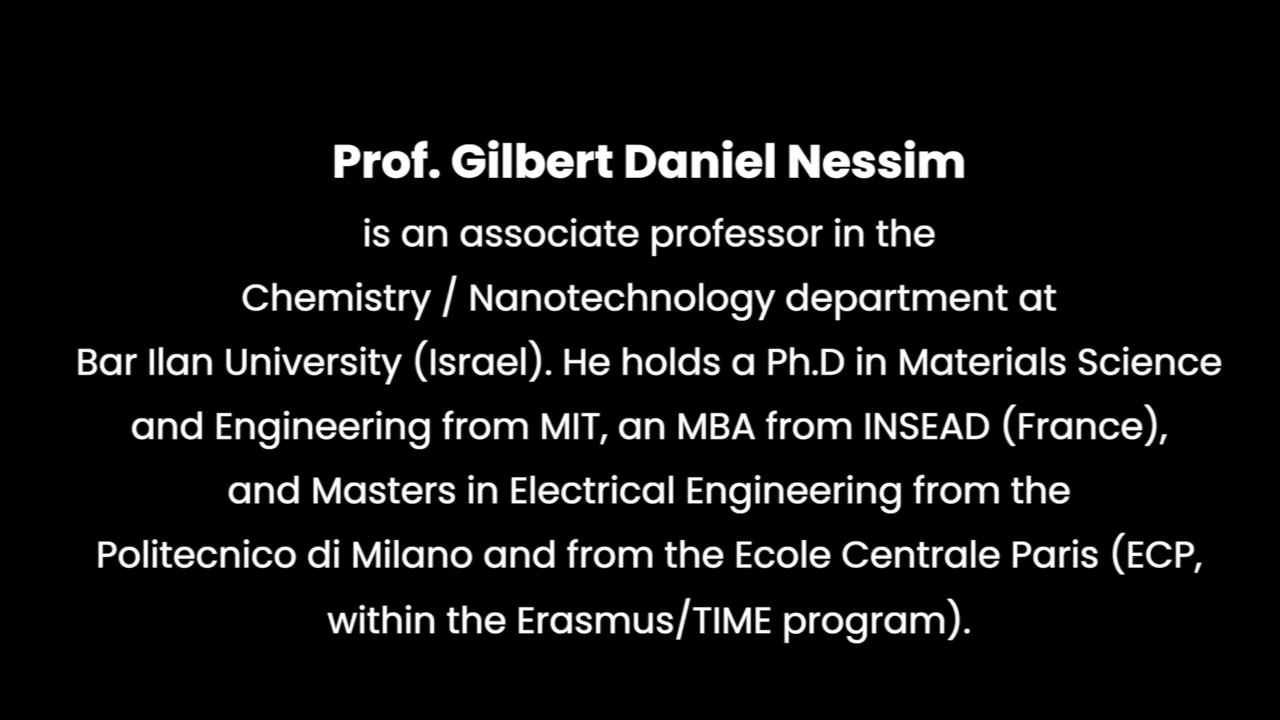 Prof. Gilbert Daniel Nessim
is an associate professor in the
Chemistry / Nanotechnology department at
Bar Ilan University (Israel). He holds a Ph.D in Materials Science
and Engineering from MIT, an MBA from INSEAD (France),
and Masters in Electrical Engineering from the
Politecnico di Milano and from the Ecole Centrale Paris (ECP,
within the Erasmus/TIME program).